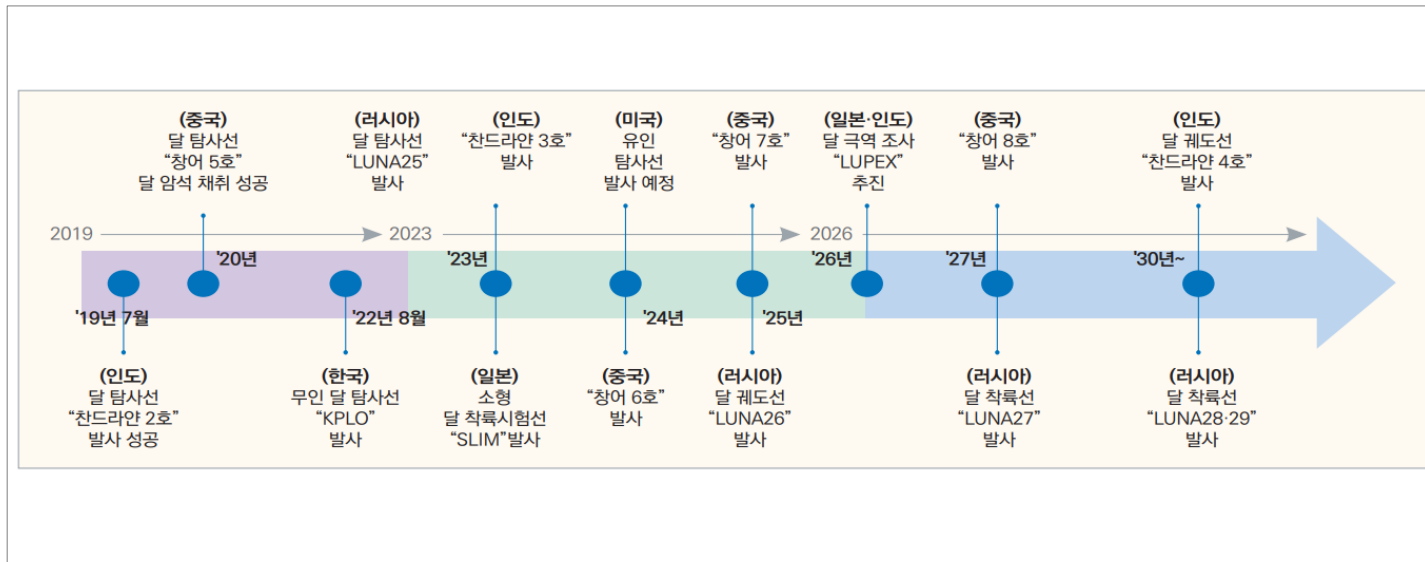 (중국)
달 탐사선
“창어 5호”
달 암석 채취 성공
(러시아)
달 탐사선
“LUNA25”
발사
(인도)
“찬드라얀 3호”
발사
(미국)
유인
탐사선
발사 예정
(중국)
“창어 7호”
발사
(일본·인도)
달 극역 조사
“LUPEX”
추진
(중국)
“창어 8호”
발사
(인도)
달 궤도선
“찬드라얀 4호”
발사
2019
2023
2026
'20년
'23년
'26년
'27년
'30년~
'19년 7월
'22년 8월
'24년
'25년
(인도)
달 탐사선
“찬드라얀 2호”
발사 성공
(한국)
무인 달 탐사선
“KPLO”
발사
(일본)
소형
달 착륙시험선
“SLIM”발사
(중국)
“창어 6호”
발사
(러시아)
달 궤도선
“LUNA26”
발사
(러시아)
달 착륙선
“LUNA27”
발사
(러시아)
달 착륙선
“LUNA28·29”
발사